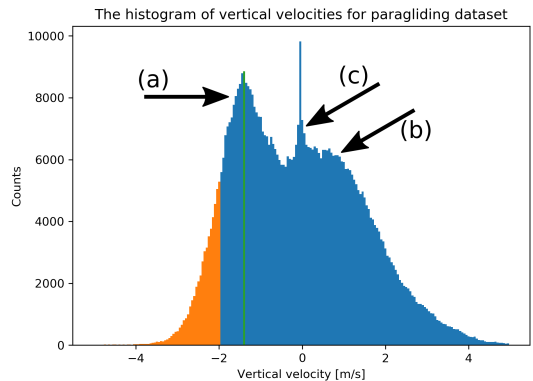 The histogram of vertical velocities for paragliding dataset
10000
8000
6000
4000
2000
0
Counts
(a)
(c)
(b)
−4
−2
0
2
4
Vertical velocity [m/s]